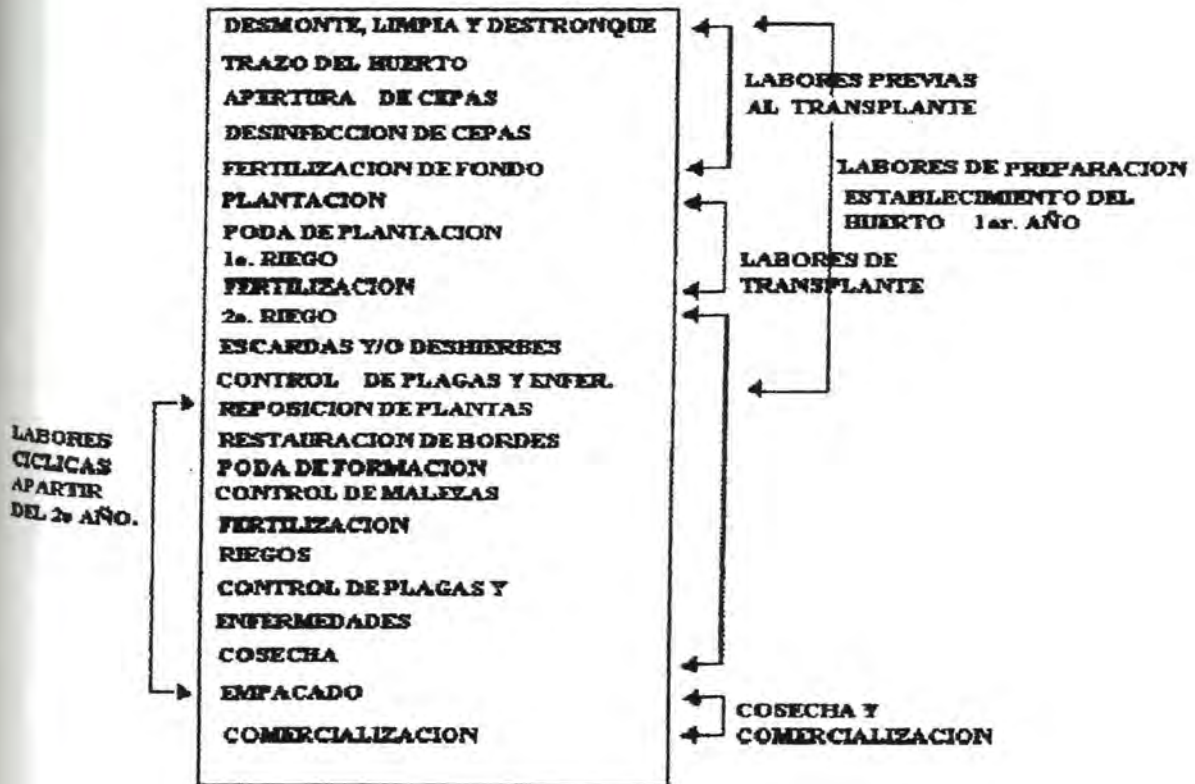 DESMONTE, LIMPIA Y DESTRONQUE
TRAZO DEL HUERTO
APERTURA DE CEPAS
DESINFECCION DE CEPAS
FERTILIZACION DE FONDO
PLANTACION
PODA DE PLANTACION
1e. RIEGO
FERTILIZACION
2e. RIEGO
ESCARDAS Y/O DESHIERBES
CONTROL DE PLAGAS Y ENFER.
REPOSICION DE PLANTAS
RESTAURACION DE BORDES
PODA DE FORMACION
CONTROL DE MALEZAS
FERTILIZACION
RIEGOS
CONTROL DE PLAGAS Y
ENFERMEDADES
COSECHA
EMPACADO
COMERCIALIZACION
LABORES PREVIAS
AL TRANSPLANTE
LABORES DE PREPARACION
ESTABLECIMIENTO DEL
HUERTO 1er. AÑO
LABORES DE
TRANSPLANTE
LABORES
CICLICAS
APARTIR
DEL 2o AÑO.
COSECHA Y
COMERCIALIZACION